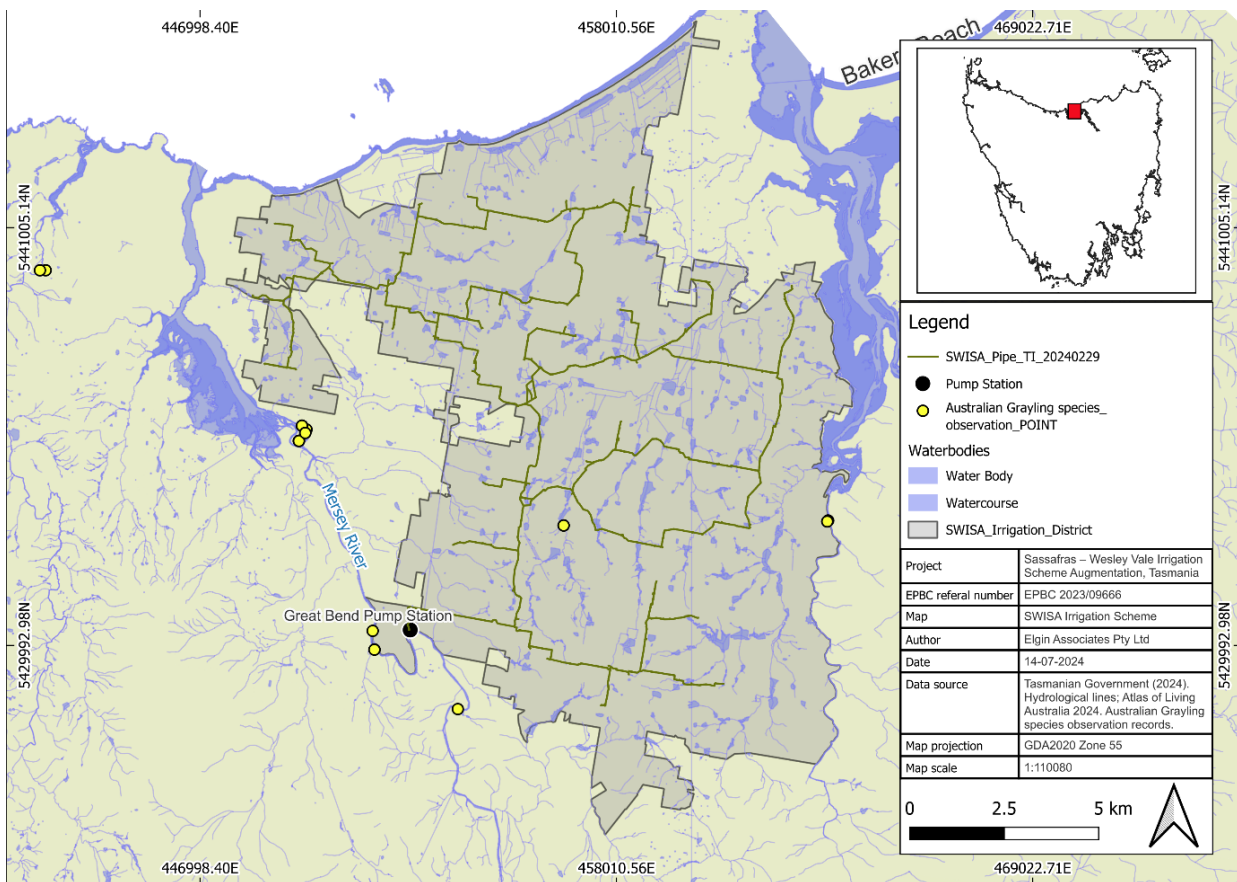 446998.40E
458010.56E
469022.71E
Bakers Beach
5441005.14N
5441005.14N
Legend
SWISA_Pipe_TI_20240229
Pump Station
Australian Grayling species_
observation_POINT
Waterbodies
Water Body
Watercourse
SWISA_Irrigation_District
Mersey River
Great Bend Pump Station
5429992.98N
5429992.98N
Project
Sassafras – Wesley Vale Irrigation
Scheme Augmentation, Tasmania
EPBC referal number
EPBC 2023/09666
Map
SWISA Irrigation Scheme
Author
Elgin Associates Pty Ltd
Date
14-07-2024
Data source
Tasmanian Government (2024).
Hydrological lines; Atlas of Living
Australia 2024. Australian Grayling
species observation records.
Map projection
GDA2020 Zone 55
Map scale
1:110080
0
2.5
5 km
446998.40E
458010.56E
469022.71E